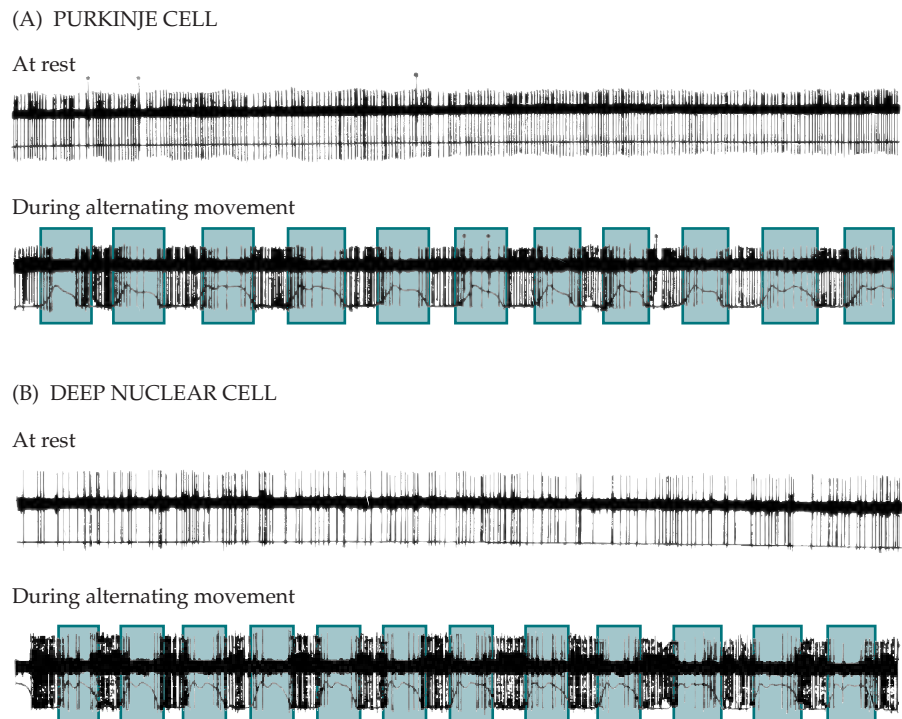 (A) PURKINJE CELL
At rest
During alternating movement
(B) DEEP NUCLEAR CELL
At rest
During alternating movement